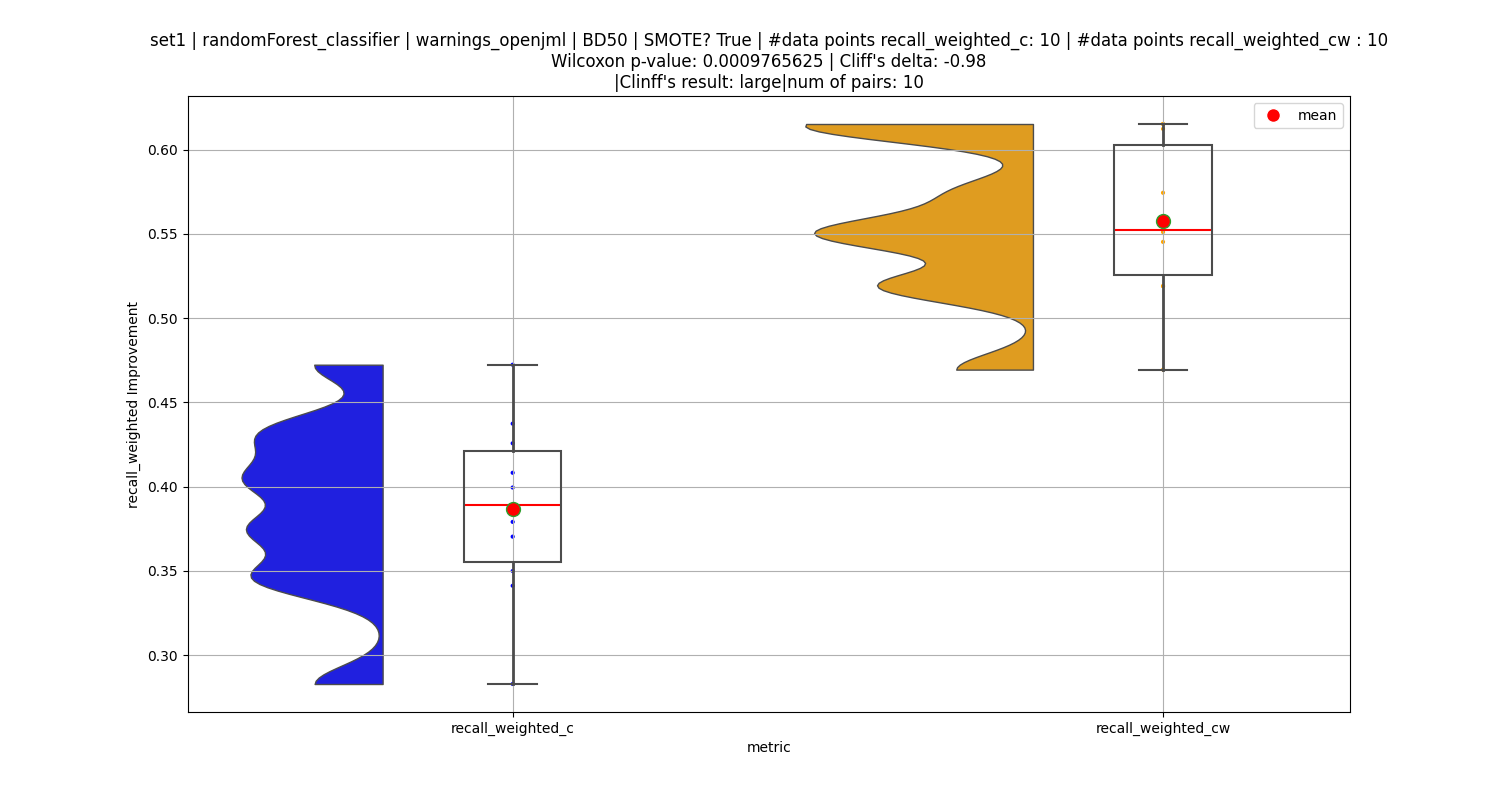 set1 | randomForest_classifier | warnings_openjml | BD50 | SMOTE? True | #data points recall_weighted_c: 10 | #data points recall_weighted_cw : 10
Wilcoxon p-value: 0.0009765625 | Cliff's delta: -0.98
|Clinff's result: large|num of pairs: 10
mean
0.60
0.55
0.50
0.45
0.40
0.35
0.30
recall_weighted Improvement
recall_weighted_c
recall_weighted_cw
metric